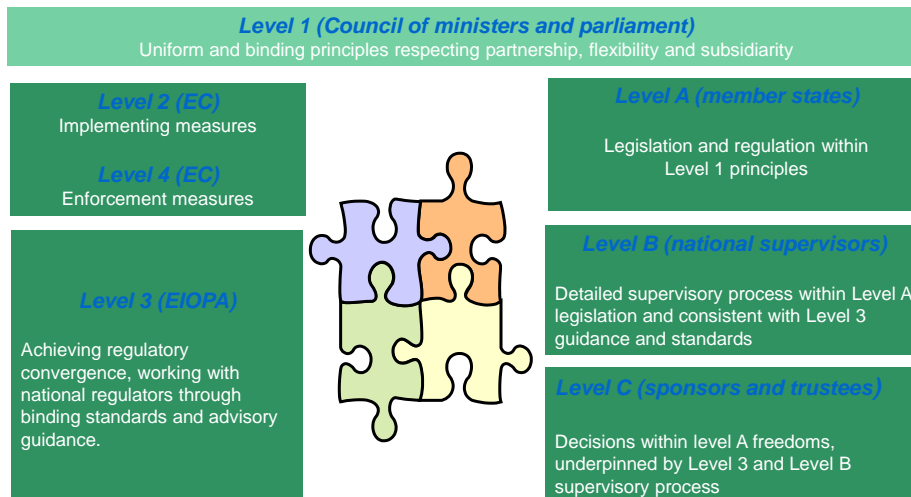 Level 1 (Council of ministers and parliament)
Uniform and binding principles respecting partnership, flexibility and subsidiarity
Level 2 (EC)
Implementing measures
Level 4 (EC)
Enforcement measures
Level 3 (EIOPA)
Achieving regulatory
convergence, working with
national regulators through
binding standards and advisory
guidance.
Level A (member states)
Legislation and regulation within
Level 1 principles
Level B (national supervisors)
Detailed supervisory process within Level A
legislation and consistent with Level 3
guidance and standards
Level C (sponsors and trustees)
Decisions within level A freedoms,
underpinned by Level 3 and Level B
supervisory process